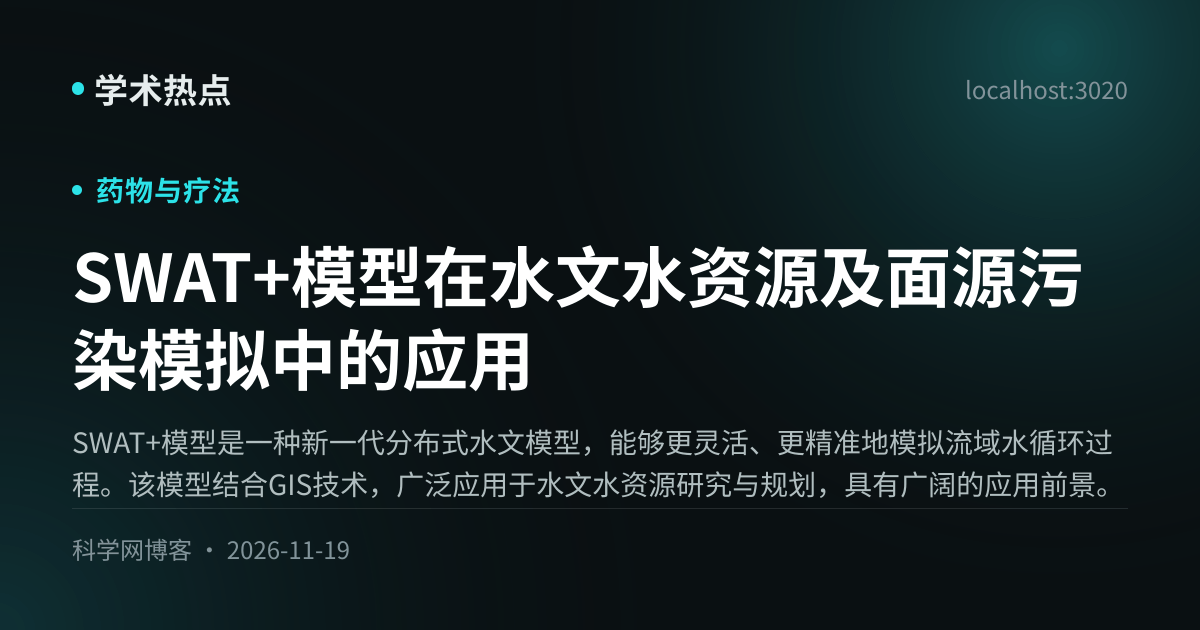 学术热点
localhost:3020
药物与疗法
SWAT+模型在水文水资源及面源污
染模拟中的应用
SWAT+模型是一种新一代分布式水文模型，能够更灵活、更精准地模拟流域水循环过
程。该模型结合GIS技术，广泛应用于水文水资源研究与规划，具有广阔的应用前景。
科学网博客 • 2026-11-19